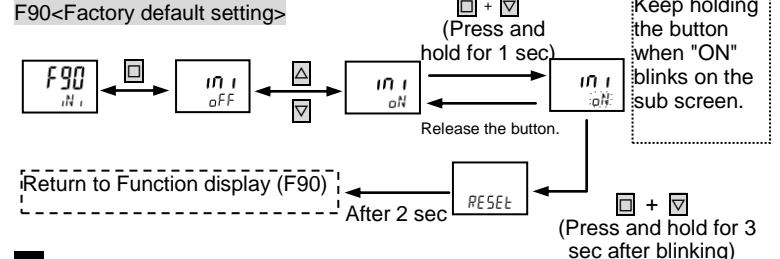 F90<Factory default setting>
□ + ▽
(Press and
hold for 1 sec)
Keep holding
the button
when "ON"
blinks on the
sub screen.
F90
iNi
□
ini
oFF
△
▽
ini
oN
ini
oN
Release the button.
Return to Function display (F90)
After 2 sec
RESEt
□ + ▽
(Press and hold for 3
sec after blinking)